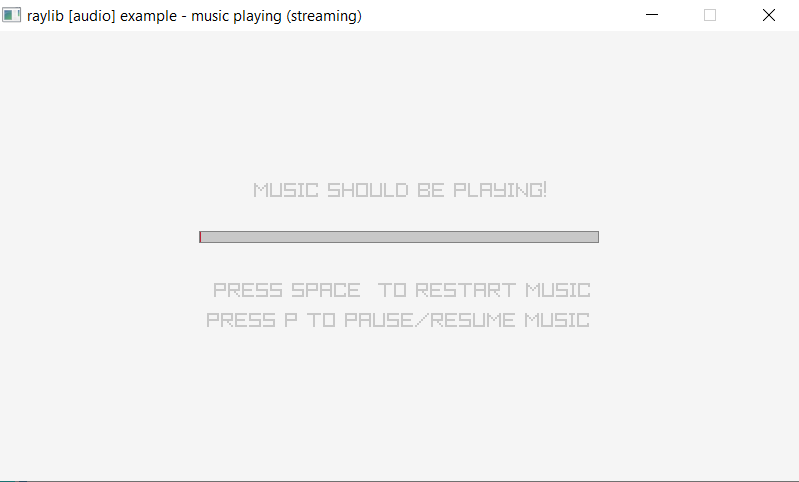 raylib [audio] example - music playing (streaming)
MUSIC SHOULD BE PLAYING!
PRESS SPACE TO RESTART MUSIC
PRESS P TO PAUSE/RESUME MUSIC